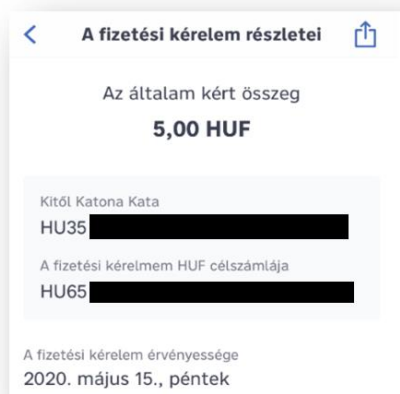 A fizetési kérelem részletei
Az általam kért összeg
5,00 HUF
Kitől Katona Kata
HU35
A fizetési kérelmem HUF célszámlája
HU65
A fizetési kérelem érvényessége
2020. május 15., péntek